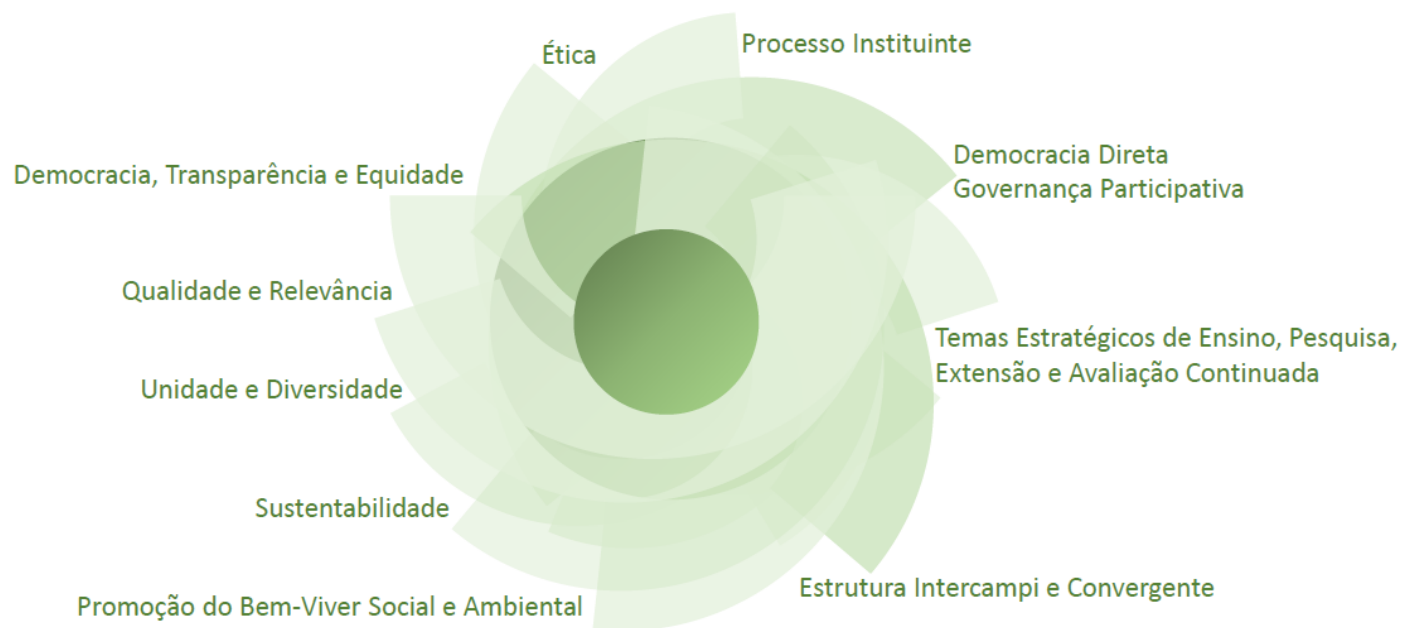 Processo Instituinte
Ética
Democracia Direta
Governança Participativa
Democracia, Transparência e Equidade
Qualidade e Relevância
Temas Estratégicos de Ensino, Pesquisa,
Extensão e Avaliação Continuada
Unidade e Diversidade
Sustentabilidade
Estrutura Intercampi e Convergente
Promoção do Bem-Viver Social e Ambiental